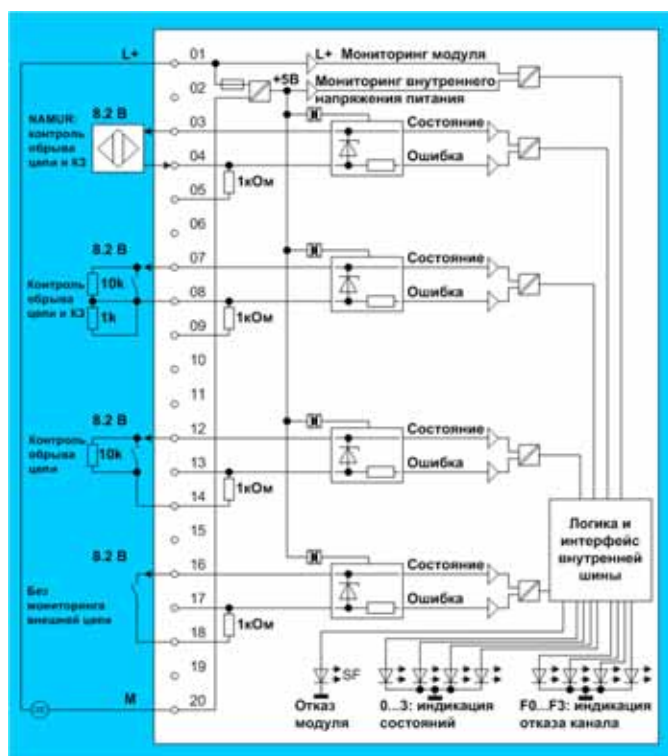 L+
01
L+ Мониторинг модуля
02
+5В
Мониторинг внутреннего
напряжения питания
NAMUR:
контроль
обрыва
цепи и КЗ
8.2 В
03
Состояние
04
Ошибка
05
1кОм
06
8.2 В
07
Состояние
Контроль
обрыва
цепи и КЗ
10k
1k
08
Ошибка
09
1кОм
10
11
8.2 В
12
Состояние
Контроль
обрыва
цепи
10k
13
Ошибка
14
1кОм
15
8.2 В
16
Состояние
Без
мониторинга
внешней цепи
17
Ошибка
18
1кОм
19
M
20
Логика и
интерфейс
внутренней
шины
SF
Отказ
модуля
0...3: индикация
состояний
F0...F3: индикация
отказа канала